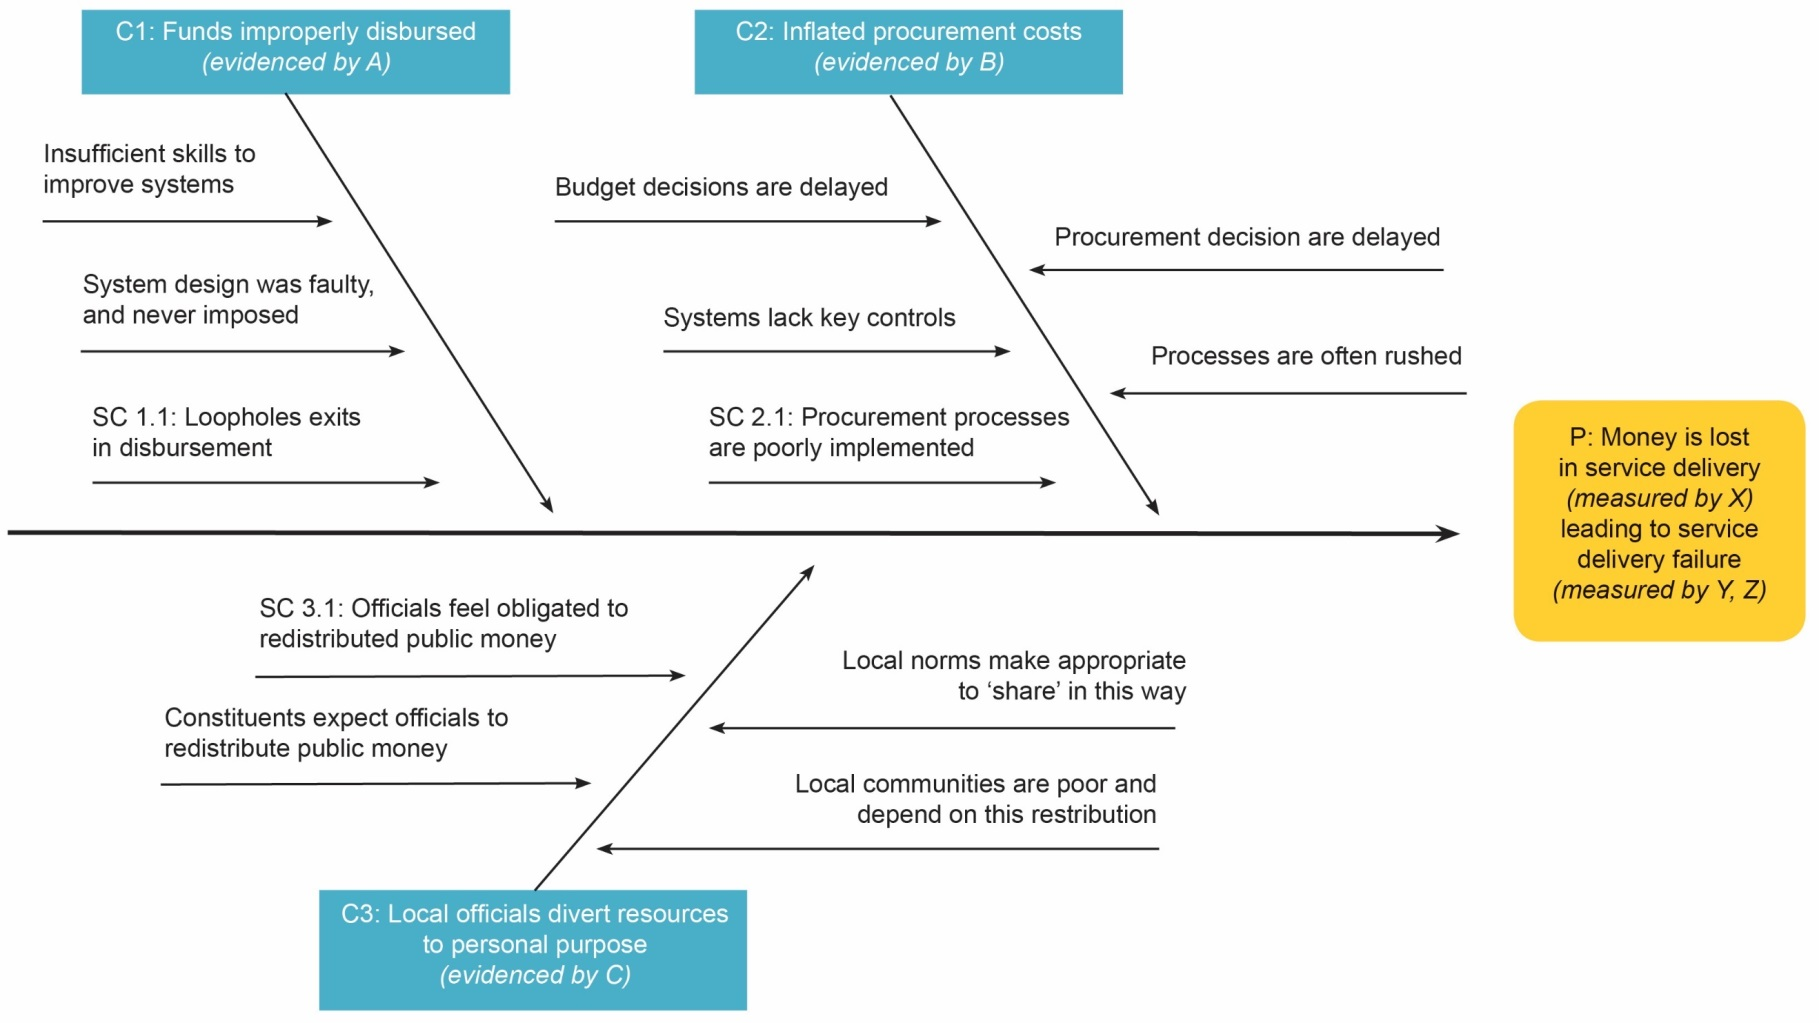 C1: Funds improperly disbursed
(evidenced by A)
C2: Inflated procurement costs
(evidenced by B)
Insufficient skills to
improve systems
Budget decisions are delayed
Procurement decision are delayed
System design was faulty,
and never imposed
Systems lack key controls
Processes are often rushed
SC 1.1: Loopholes exits
in disbursement
SC 2.1: Procurement processes
are poorly implemented
P: Money is lost
in service delivery
(measured by X)
leading to service
delivery failure
(measured by Y, Z)
SC 3.1: Officials feel obligated to
redistributed public money
Local norms make appropriate
to ‘share’ in this way
Constituents expect officials to
redistribute public money
Local communities are poor and
depend on this restribution
C3: Local officials divert resources
to personal purpose
(evidenced by C)